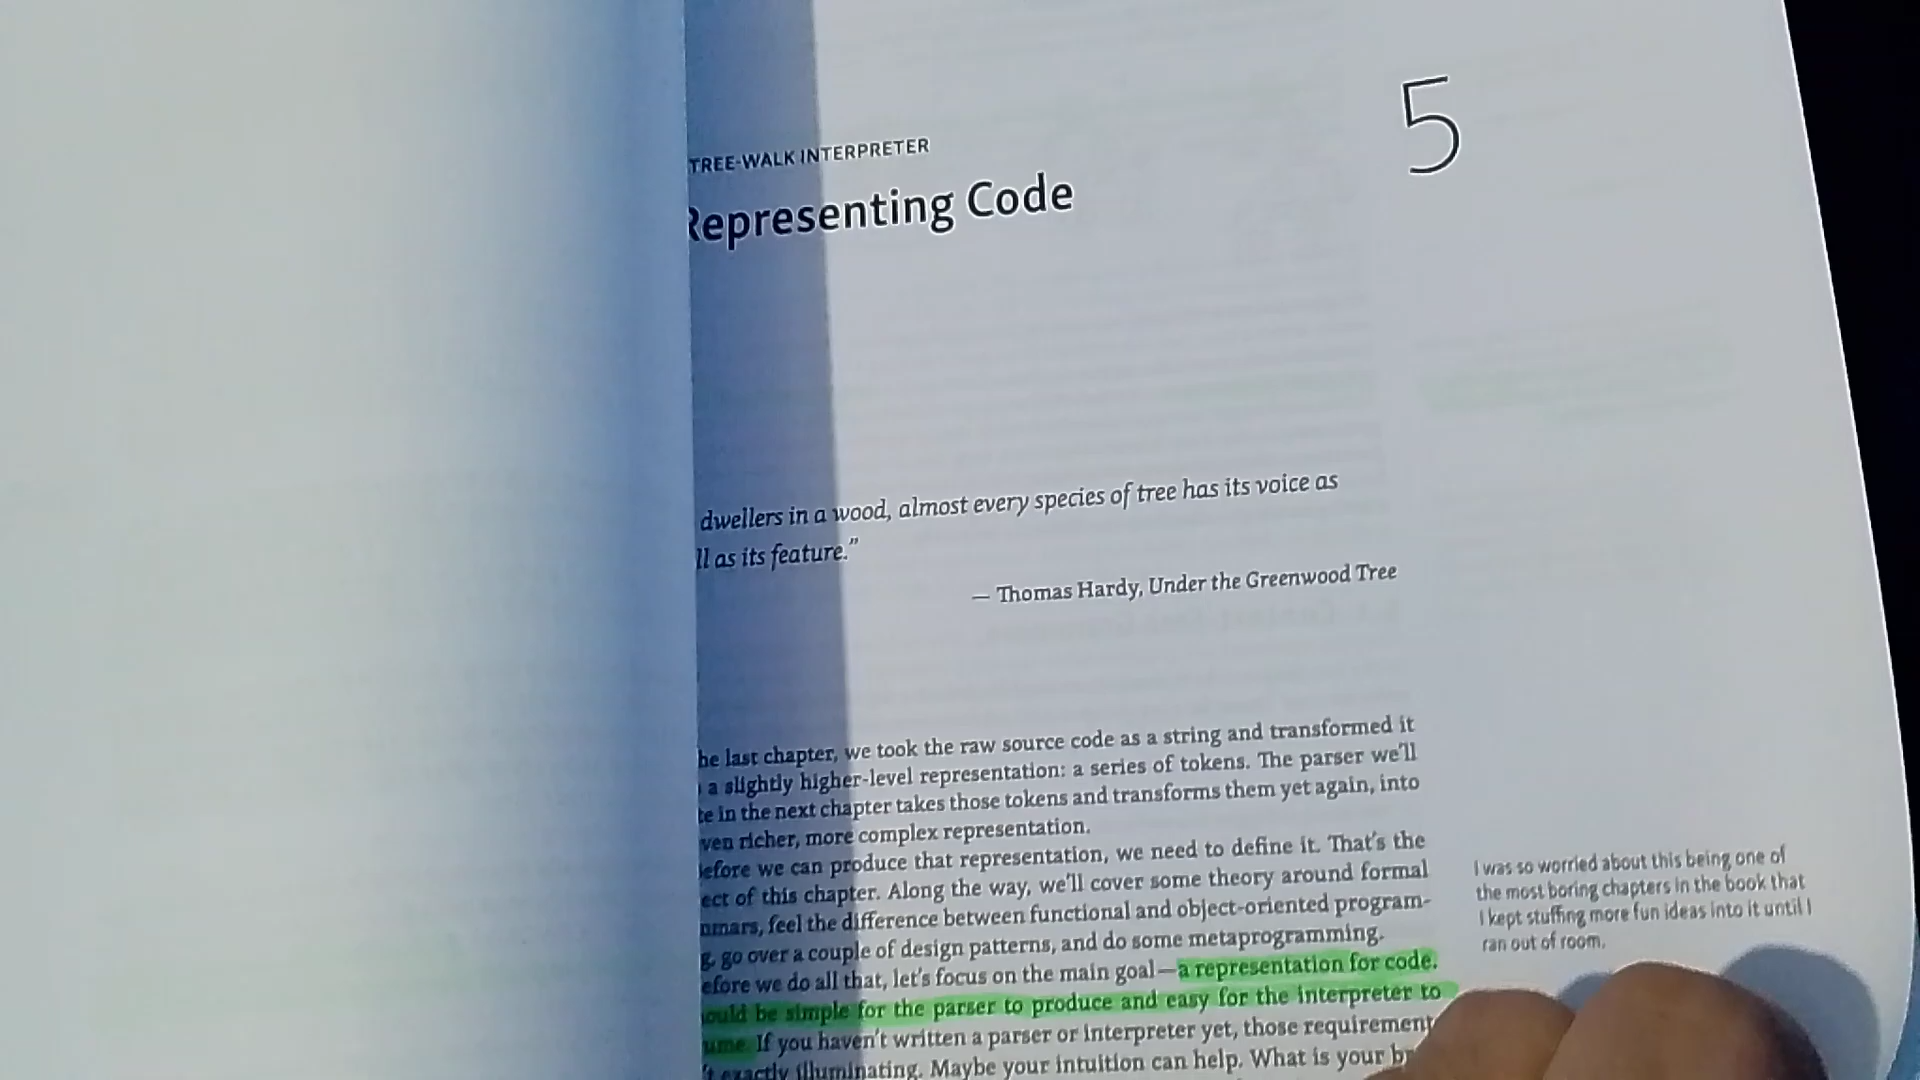 TREE-WALK INTERPRETER
5
Representing Code
dwellers in a wood, almost every species of tree has its voice as
ll as its feature.”
— Thomas Hardy, Under the Greenwood Tree
he last chapter, we took the raw source code as a string and transformed it
a slightly higher-level representation: a series of tokens. The parser we’ll
te in the next chapter takes those tokens and transforms them yet again, into
ven richer, more complex representation.
efore we can produce that representation, we need to define it. That’s the
ect of this chapter. Along the way, we’ll cover some theory around formal
mmars, feel the difference between functional and object-oriented program-
g, go over a couple of design patterns, and do some metaprogramming.
efore we do all that, let’s focus on the main goal—a representation for code.
ould be simple for the parser to produce and easy for the interpreter to
ume. If you haven’t written a parser or interpreter yet, those requirement
’t exactly illuminating. Maybe your intuition can help. What is your br
I was so worried about this being one of
the most boring chapters in the book that
I kept stuffing more fun ideas into it until I
ran out of room.